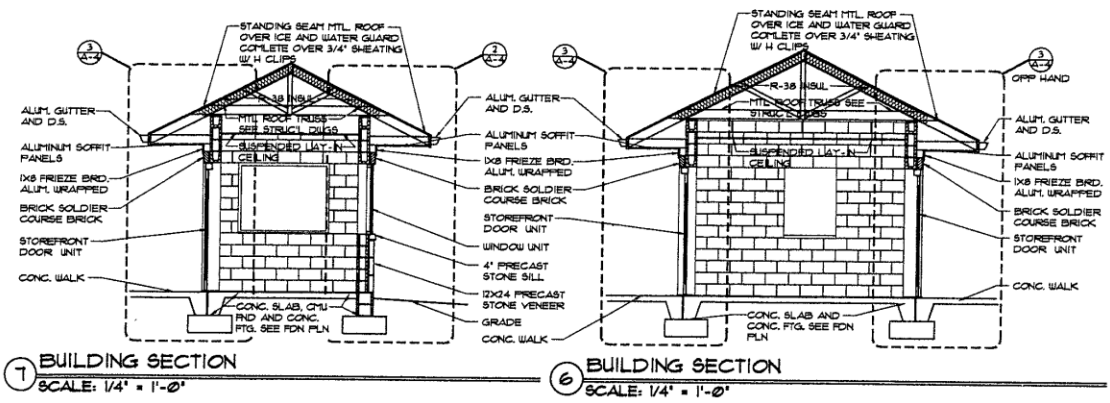 STANDING SEAM MTL. ROOF
OVER ICE AND WATER GUARD
COMLETE OVER 3/4" SHEATING
W/ H CLIPS
3
A-4
2
A-4
R-38 INSUL
MTL ROOF TRUSS
SEE STRUC'L DWGS
SUSPENDED LAY-IN
CEILING
ALUM. GUTTER
AND D.S.
ALUMINUM SOFFIT
PANELS
1X8 FRIEZE BRD.
ALUM. WRAPPED
BRICK SOLDIER
COURSE BRICK
STOREFRONT
DOOR UNIT
CONC. WALK
CONC. SLAB, CMU
FND AND CONC.
FTG. SEE FDN PLN
ALUM. GUTTER
AND D.S.
ALUMINUM SOFFIT
PANELS
1X8 FRIEZE BRD.
ALUM. WRAPPED
BRICK SOLDIER
COURSE BRICK
STOREFRONT
DOOR UNIT
WINDOW UNIT
4" PRECAST
STONE SILL
12X24 PRECAST
STONE VENEER
GRADE
CONC. WALK
7
BUILDING SECTION
SCALE: 1/4" = 1'-0"
STANDING SEAM MTL. ROOF
OVER ICE AND WATER GUARD
COMLETE OVER 3/4" SHEATING
W/ H CLIPS
3
A-4
3
A-4
OPP HAND
R-38 INSUL
MTL ROOF TRUSS SEE
STRUC'L DWGS
SUSPENDED LAY-IN
CEILING
ALUM. GUTTER
AND D.S.
ALUMINUM SOFFIT
PANELS
1X8 FRIEZE BRD.
ALUM. WRAPPED
BRICK SOLDIER
COURSE BRICK
STOREFRONT
DOOR UNIT
CONC. WALK
CONC. SLAB AND
CONC. FTG. SEE FDN
PLN
6
BUILDING SECTION
SCALE: 1/4" = 1'-0"